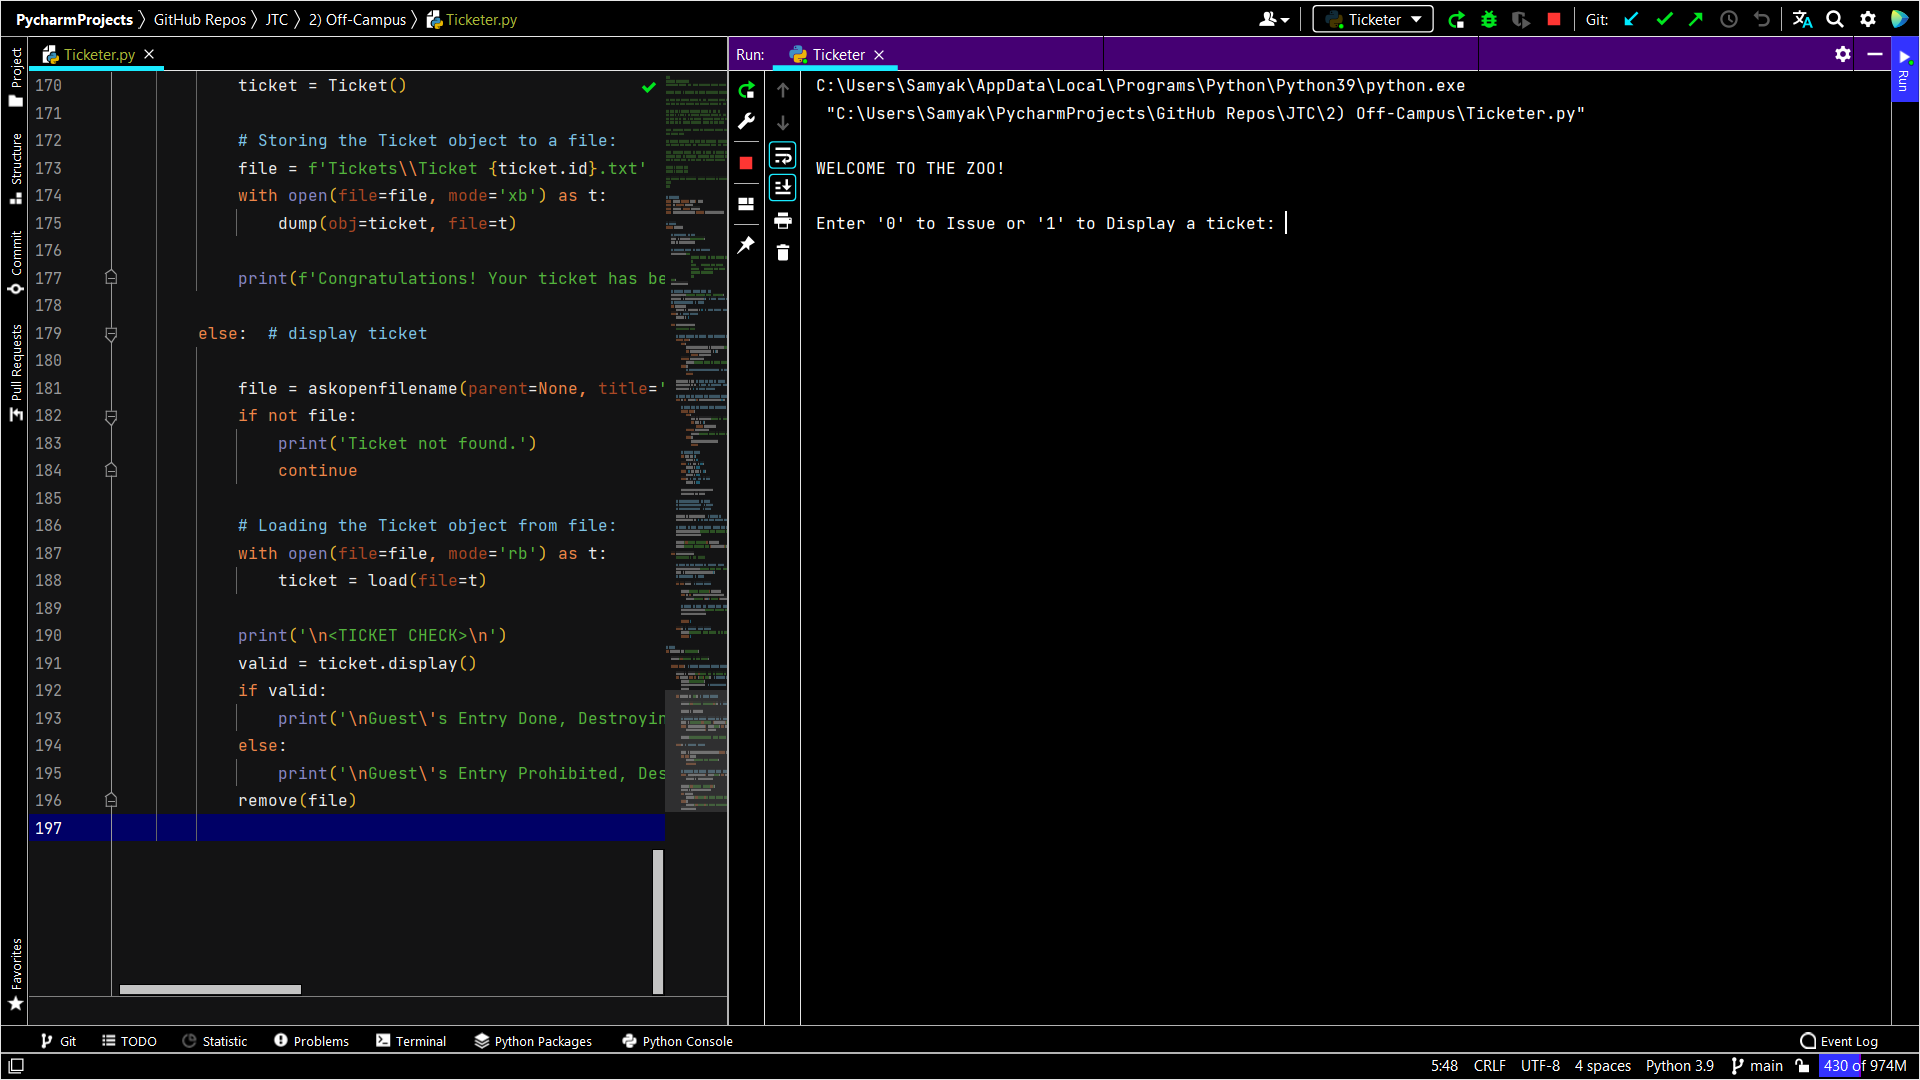 PycharmProjects GitHub Repos JTC 2) Off-Campus Ticketer.py Ticketer Git:
Ticketer.py
Run: Ticketer
Project
Structure
Commit
Pull Requests
Favorites
Run
170 ticket = Ticket()
171
172 # Storing the Ticket object to a file:
173 file = f'Tickets\\Ticket {ticket.id}.txt'
174 with open(file=file, mode='xb') as t:
175 dump(obj=ticket, file=t)
176
177 print(f'Congratulations! Your ticket has be
178
179 else:  # display ticket
180
181 file = askopenfilename(parent=None, title='
182 if not file:
183 print('Ticket not found.')
184 continue
185
186 # Loading the Ticket object from file:
187 with open(file=file, mode='rb') as t:
188 ticket = load(file=t)
189
190 print('\n<TICKET CHECK>\n')
191 valid = ticket.display()
192 if valid:
193 print('\nGuest\'s Entry Done, Destroyin
194 else:
195 print('\nGuest\'s Entry Prohibited, Des
196 remove(file)
197
C:\Users\Samyak\AppData\Local\Programs\Python\Python39\python.exe
"C:\Users\Samyak\PycharmProjects\GitHub Repos\JTC\2) Off-Campus\Ticketer.py"
WELCOME TO THE ZOO!
Enter '0' to Issue or '1' to Display a ticket:
Git TODO Statistic Problems Terminal Python Packages Python Console Event Log
5:48 CRLF UTF-8 4 spaces Python 3.9 main 430 of 974M